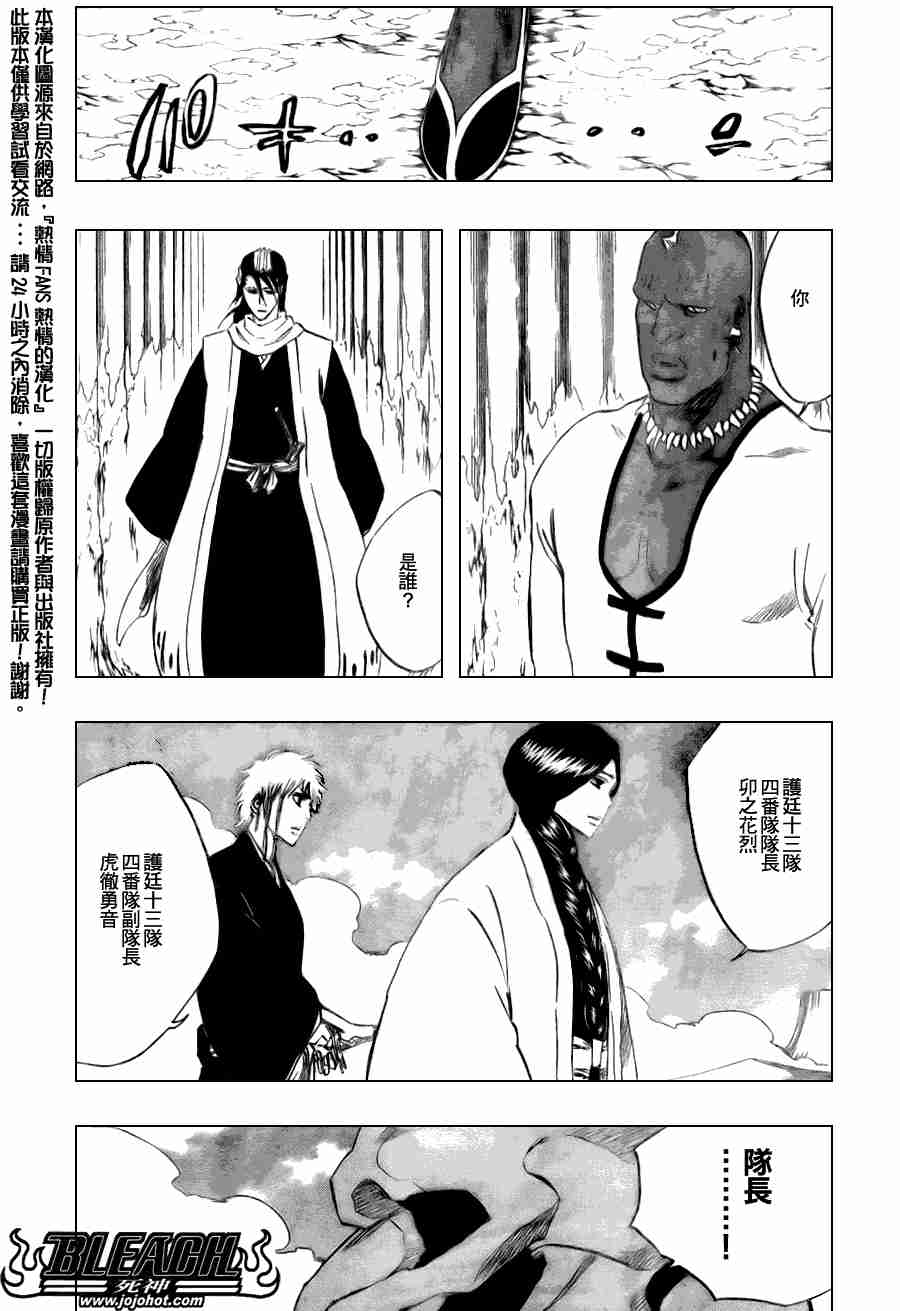 本漢化圖源來自於網路，『熱情FANS 熱情的漢化』一切版權歸原作者與出版社擁有！
此版本僅供學習試看交流… 請24小時之內消除，喜歡這套漫畫請購買正版！謝謝。
你
是誰？
護廷十三隊
四番隊隊長
卯之花烈
護廷十三隊
四番隊副隊長
虎徹勇音
隊長
………！
BLEACH
死神
www.jojohot.com